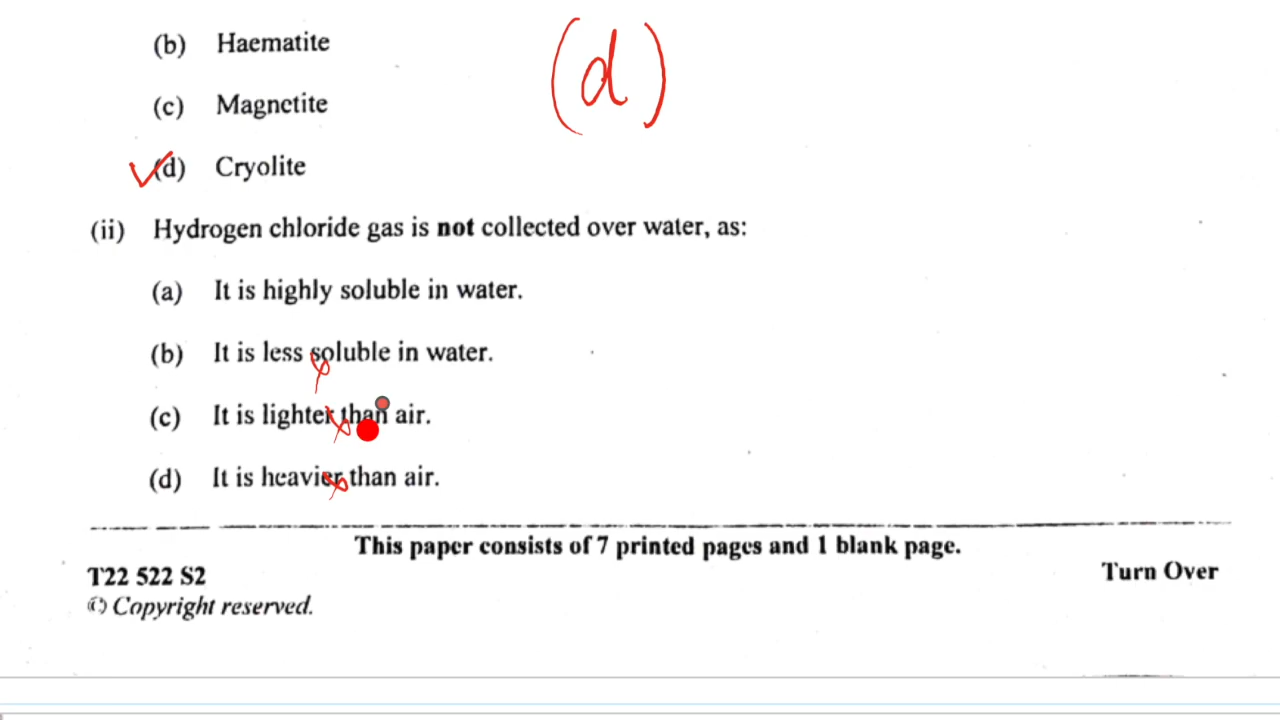 (b) Haematite
(d)
(c) Magnetite
(d) Cryolite
(ii) Hydrogen chloride gas is not collected over water, as:
(a) It is highly soluble in water.
(b) It is less soluble in water.
(c) It is lighter than air.
(d) It is heavier than air.
This paper consists of 7 printed pages and 1 blank page.
T22 522 S2
Turn Over
© Copyright reserved.